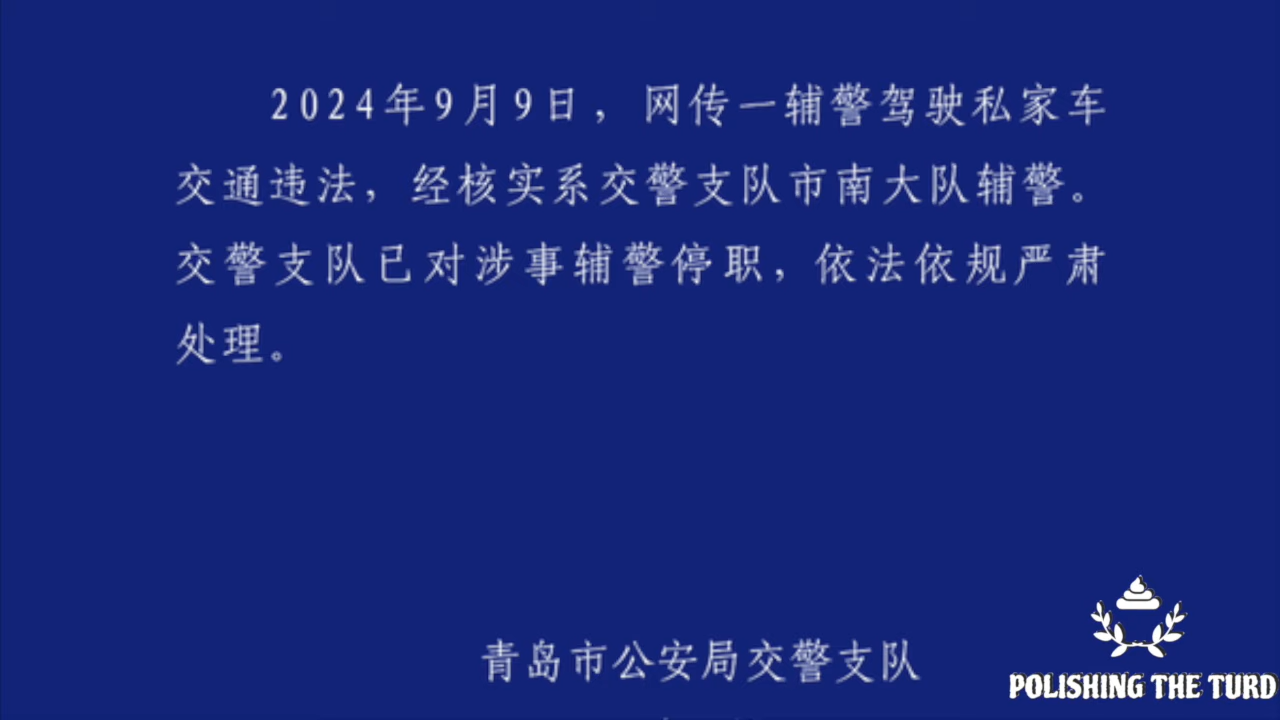 2024年9月9日，网传一辅警驾驶私家车
交通违法，经核实系交警支队市南大队辅警。
交警支队已对涉事辅警停职，依法依规严肃
处理。
青岛市公安局交警支队
POLISHING THE TURD